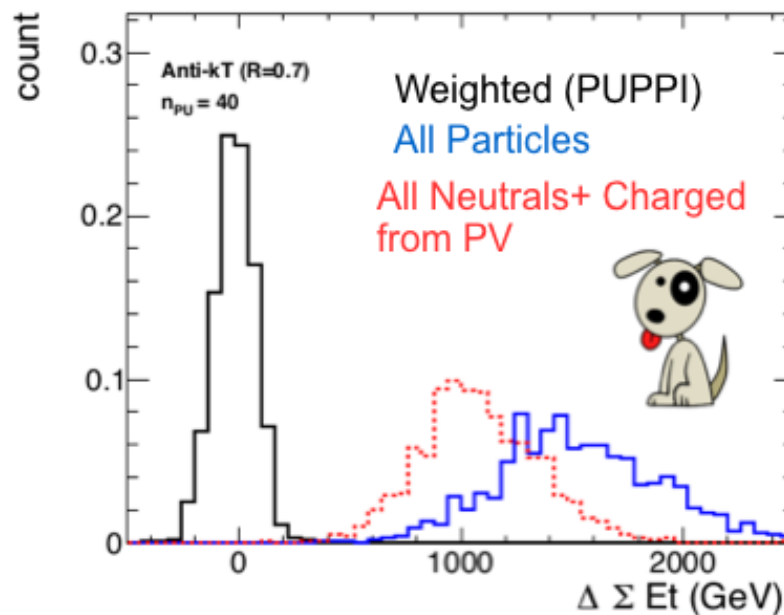 count
0.3
0.2
0.1
0
Anti-kT (R=0.7)
n_PU = 40
Weighted (PUPPI)
All Particles
All Neutrals+ Charged
from PV
0
1000
2000
Δ Σ Et (GeV)